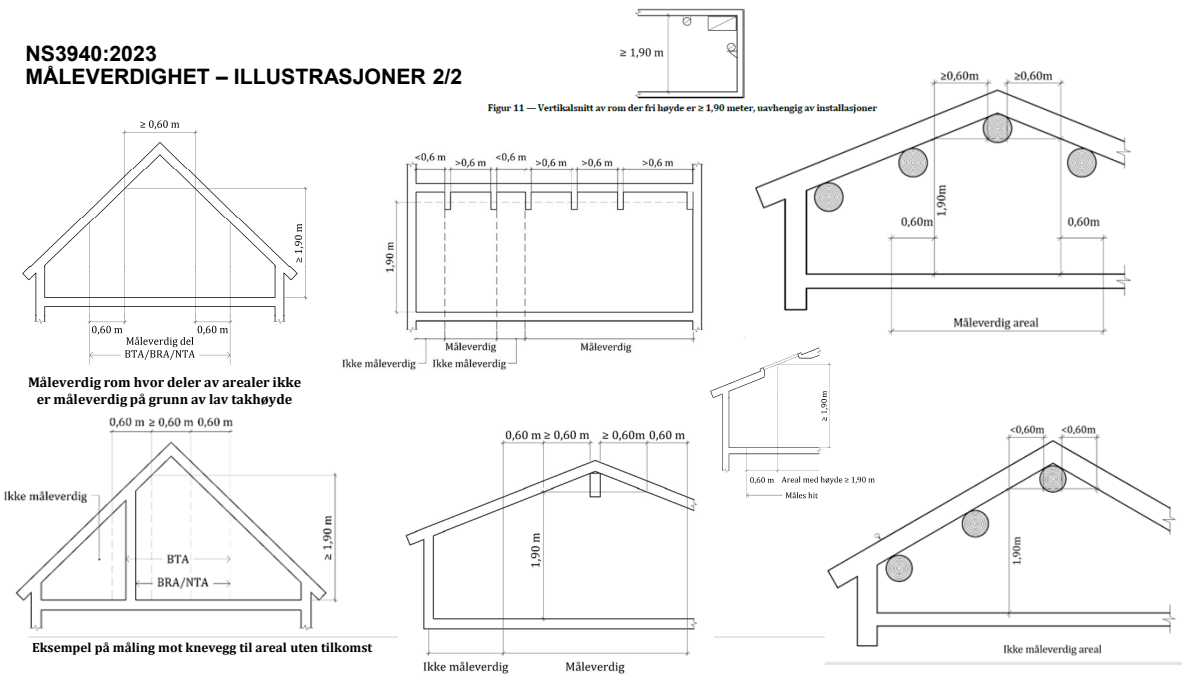 NS3940:2023
MÅLEVERDIGHET – ILLUSTRASJONER 2/2
≥ 1,90 m
Figur 11 — Vertikalsnitt av rom der fri høyde er ≥ 1,90 meter, uavhengig av installasjoner
≥ 0,60 m
≥ 1,90 m
0,60 m
0,60 m
Måleverdig del
BTA/BRA/NTA
Måleverdig rom hvor deler av arealer ikke
er måleverdig på grunn av lav takhøyde
<0,6 m >0,6 m <0,6 m >0,6 m >0,6 m >0,6 m
1,90 m
Måleverdig Måleverdig
Ikke måleverdig Ikke måleverdig
≥0,60m ≥0,60m
1,90m
0,60m 0,60m
Måleverdig areal
0,60 m ≥ 0,60 m 0,60 m
Ikke måleverdig
≥ 1,90 m
BTA
BRA/NTA
Eksempel på måling mot knevegg til areal uten tilkomst
0,60 m ≥ 0,60 m ≥ 0,60m 0,60 m
1,90 m
Ikke måleverdig Måleverdig
≥ 1,90 m
0,60 m Areal med høyde ≥ 1,90 m
Måles hit
<0,60m <0,60m
1,90m
Ikke måleverdig areal